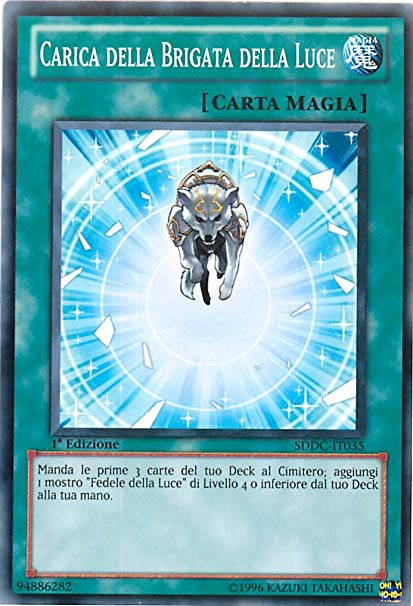 CARICA DELLA BRIGATA DELLA LUCE
MAGIA
[CARTA MAGIA]
1ª Edizione
SDDC-IT035
Manda le prime 3 carte del tuo Deck al Cimitero; aggiungi
1 mostro "Fedele della Luce" di Livello 4 o inferiore dal tuo Deck
alla tua mano.
94886282
©1996 KAZUKI TAKAHASHI